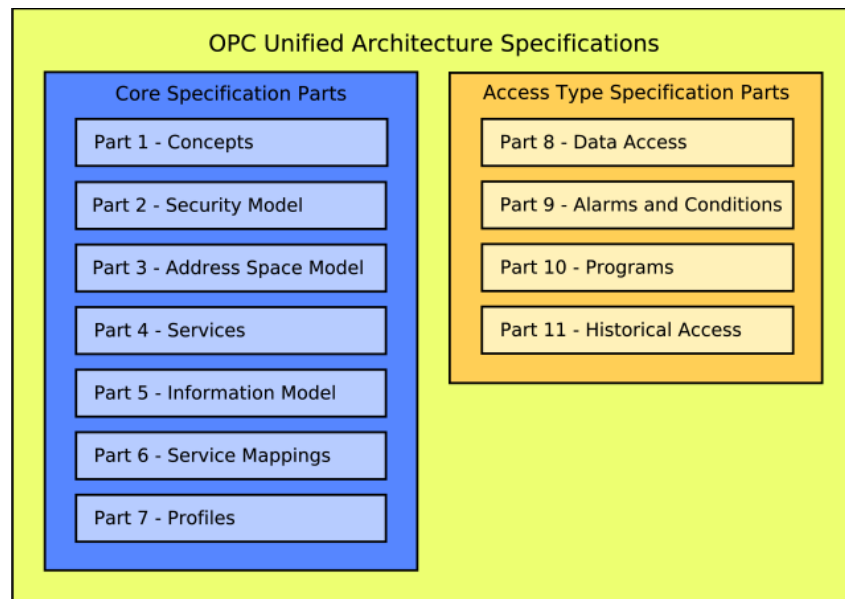 OPC Unified Architecture Specifications
Core Specification Parts
Part 1 - Concepts
Part 2 - Security Model
Part 3 - Address Space Model
Part 4 - Services
Part 5 - Information Model
Part 6 - Service Mappings
Part 7 - Profiles
Access Type Specification Parts
Part 8 - Data Access
Part 9 - Alarms and Conditions
Part 10 - Programs
Part 11 - Historical Access